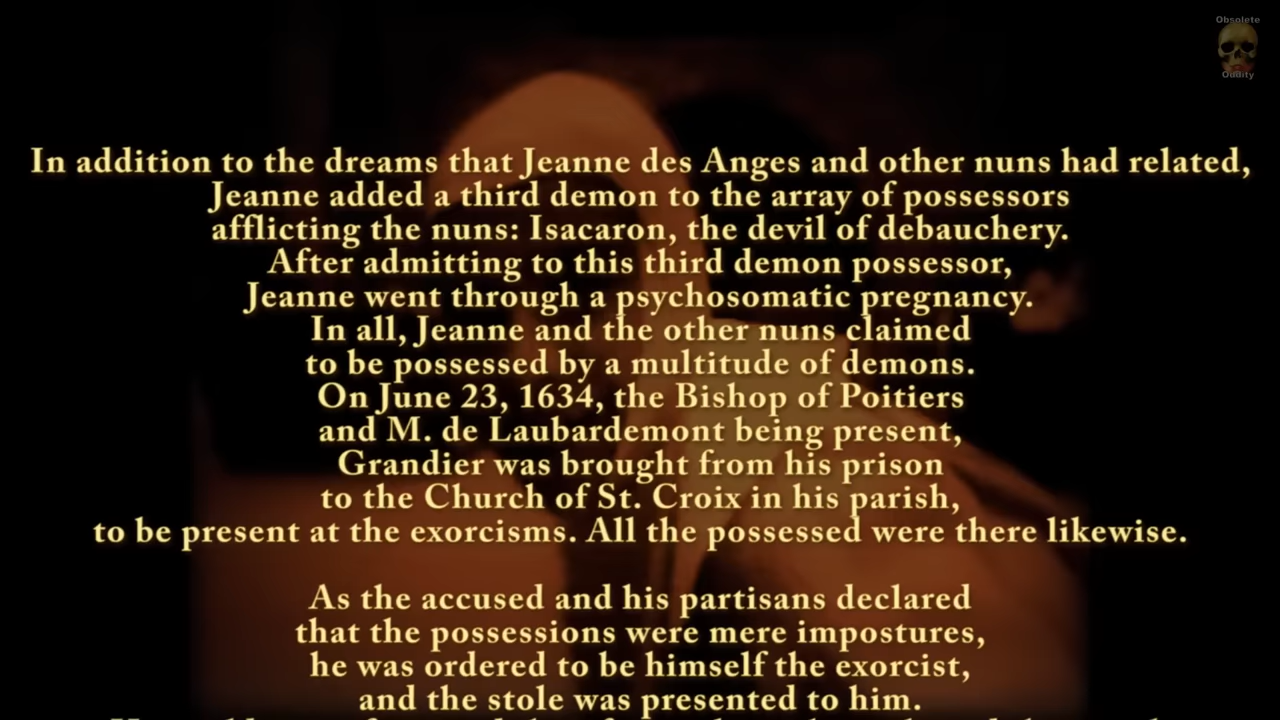 Obsolete
Oddity
In addition to the dreams that Jeanne des Anges and other nuns had related,
Jeanne added a third demon to the array of possessors
afflicting the nuns: Isacaron, the devil of debauchery.
After admitting to this third demon possessor,
Jeanne went through a psychosomatic pregnancy.
In all, Jeanne and the other nuns claimed
to be possessed by a multitude of demons.
On June 23, 1634, the Bishop of Poitiers
and M. de Laubardemont being present,
Grandier was brought from his prison
to the Church of St. Croix in his parish,
to be present at the exorcisms. All the possessed were there likewise.
As the accused and his partisans declared
that the possessions were mere impostures,
he was ordered to be himself the exorcist,
and the stole was presented to him.